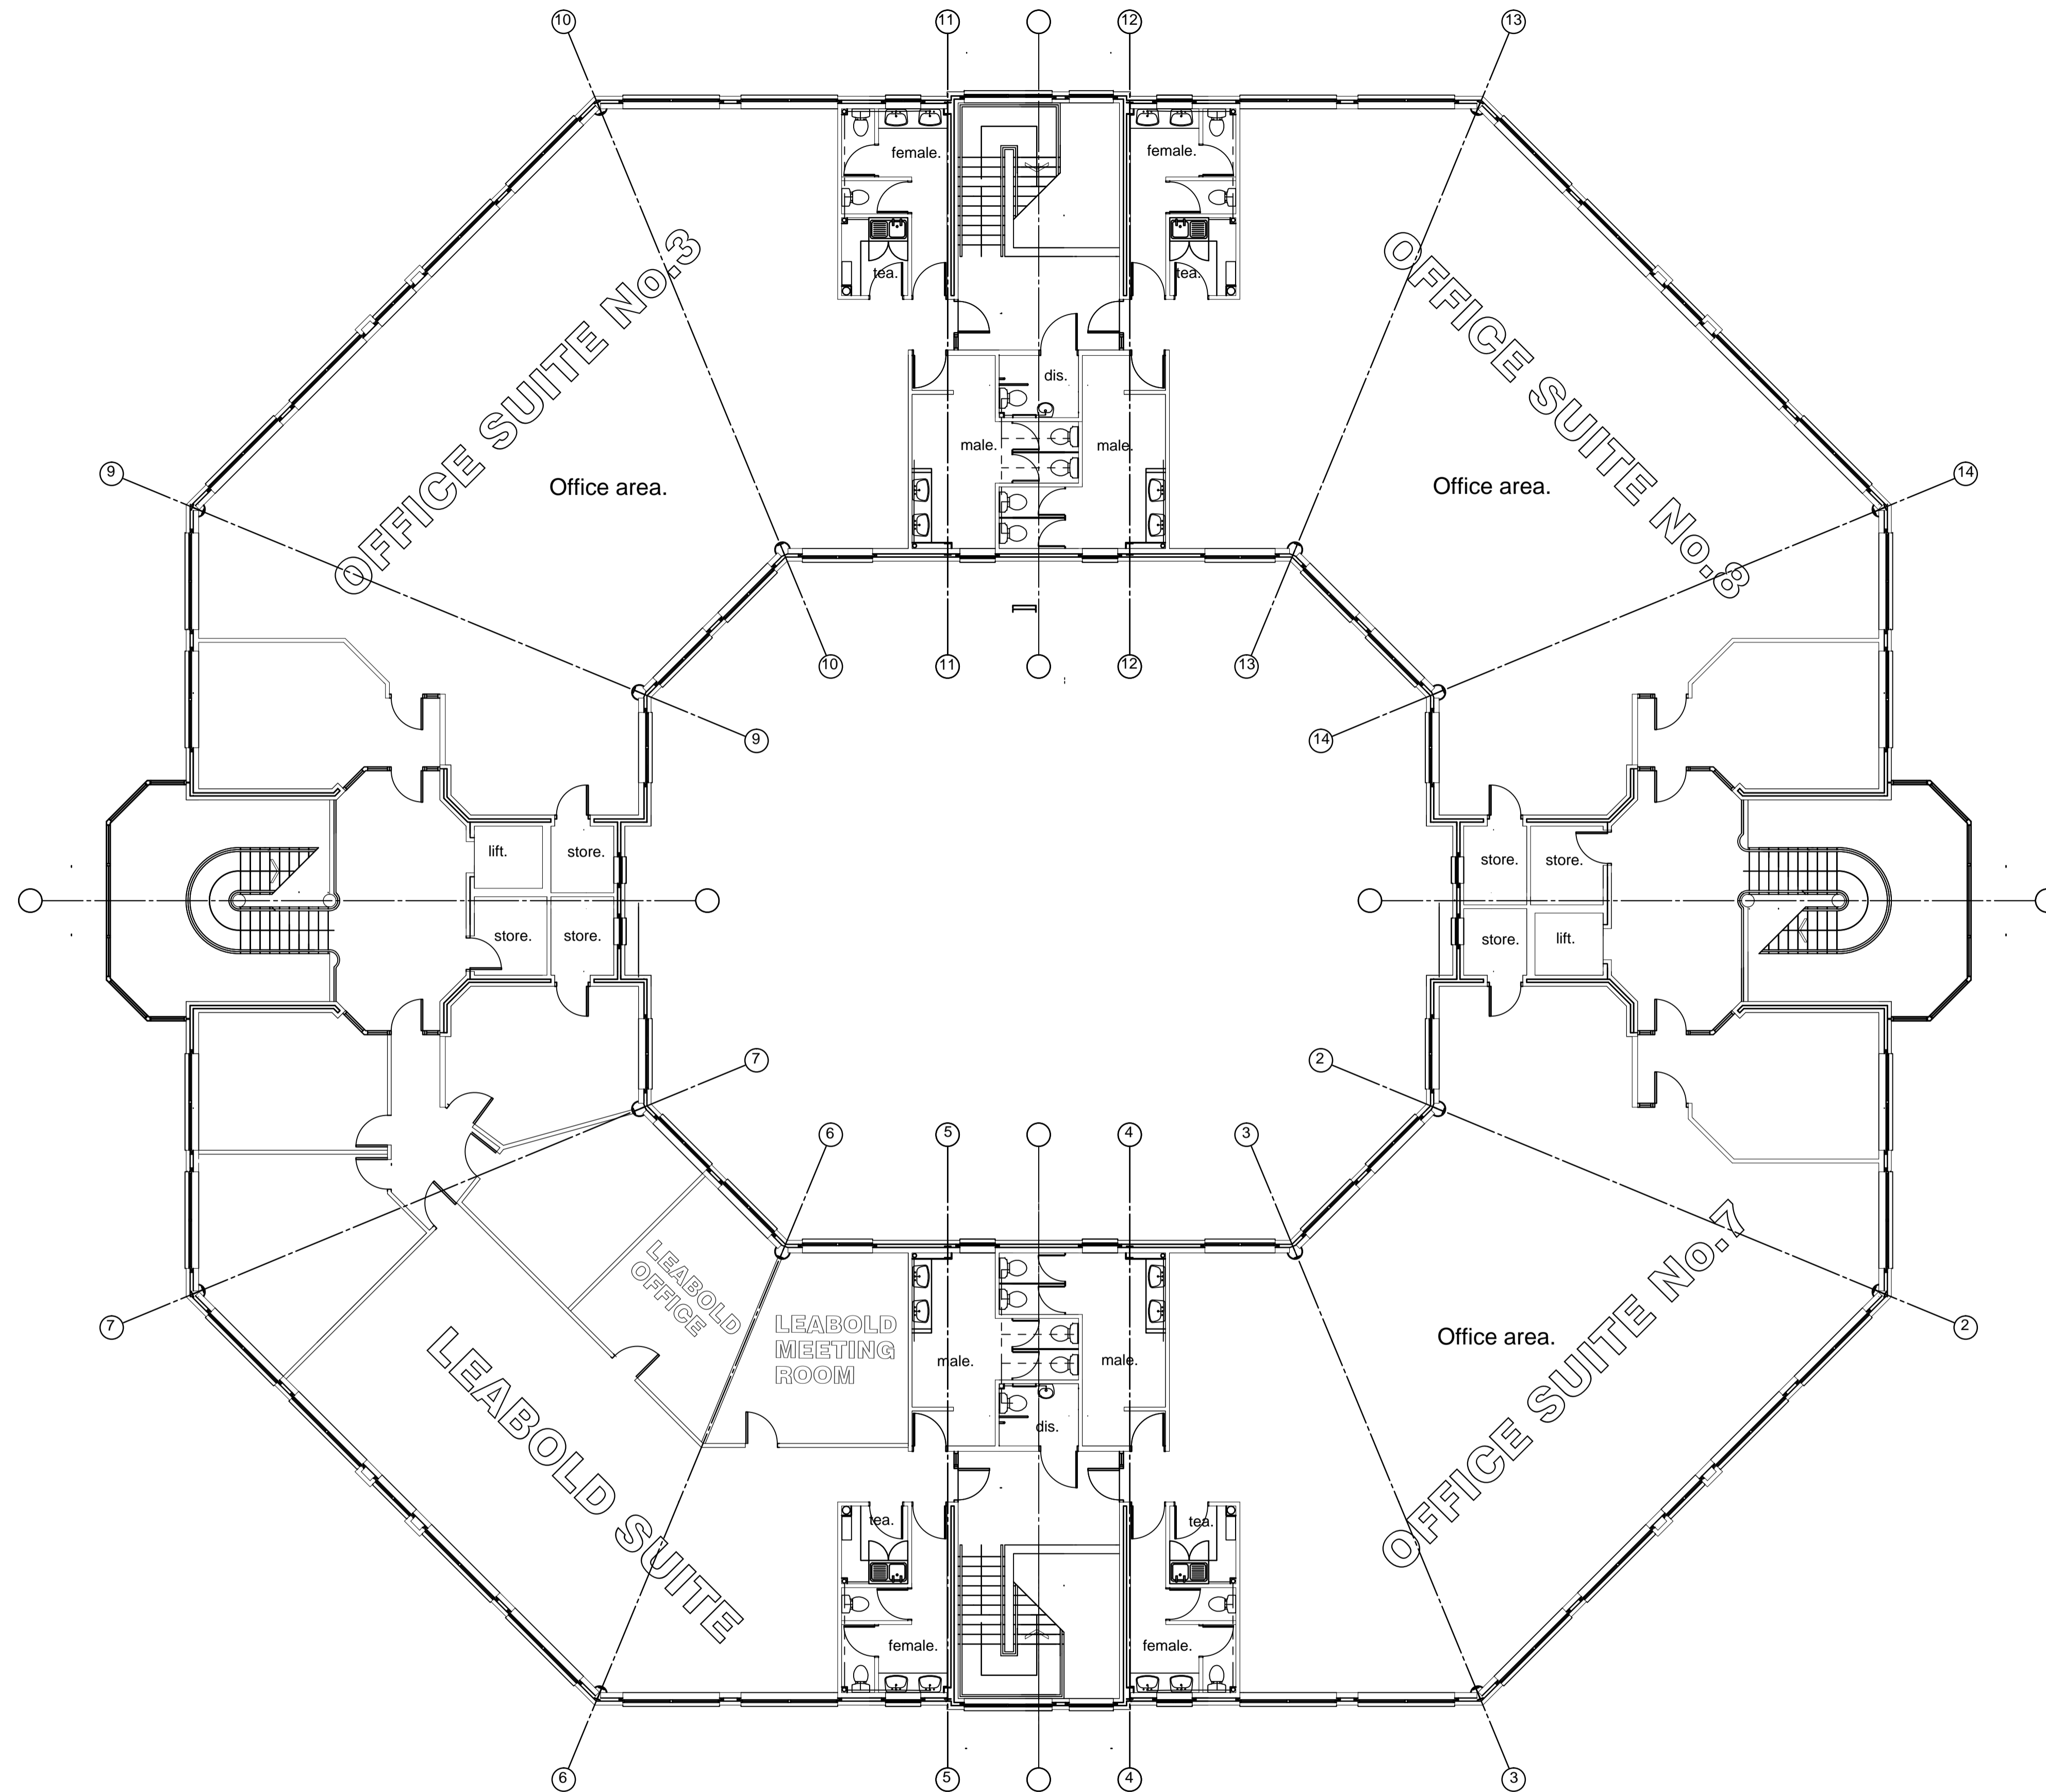 10
11
12
13
female.
female.
tea.
tea.
OFFICE SUITE No.3
OFFICE SUITE No.8
dis.
male.
male.
9
Office area.
Office area.
14
10
11
12
13
9
14
lift.
store.
store.
store.
store.
store.
store.
lift.
7
2
6
5
4
3
LEABOLD
OFFICE
LEABOLD
MEETING
ROOM
7
2
Office area.
OFFICE SUITE No.7
male.
male.
LEABOLD SUITE
dis.
tea.
tea.
female.
female.
6
5
4
3